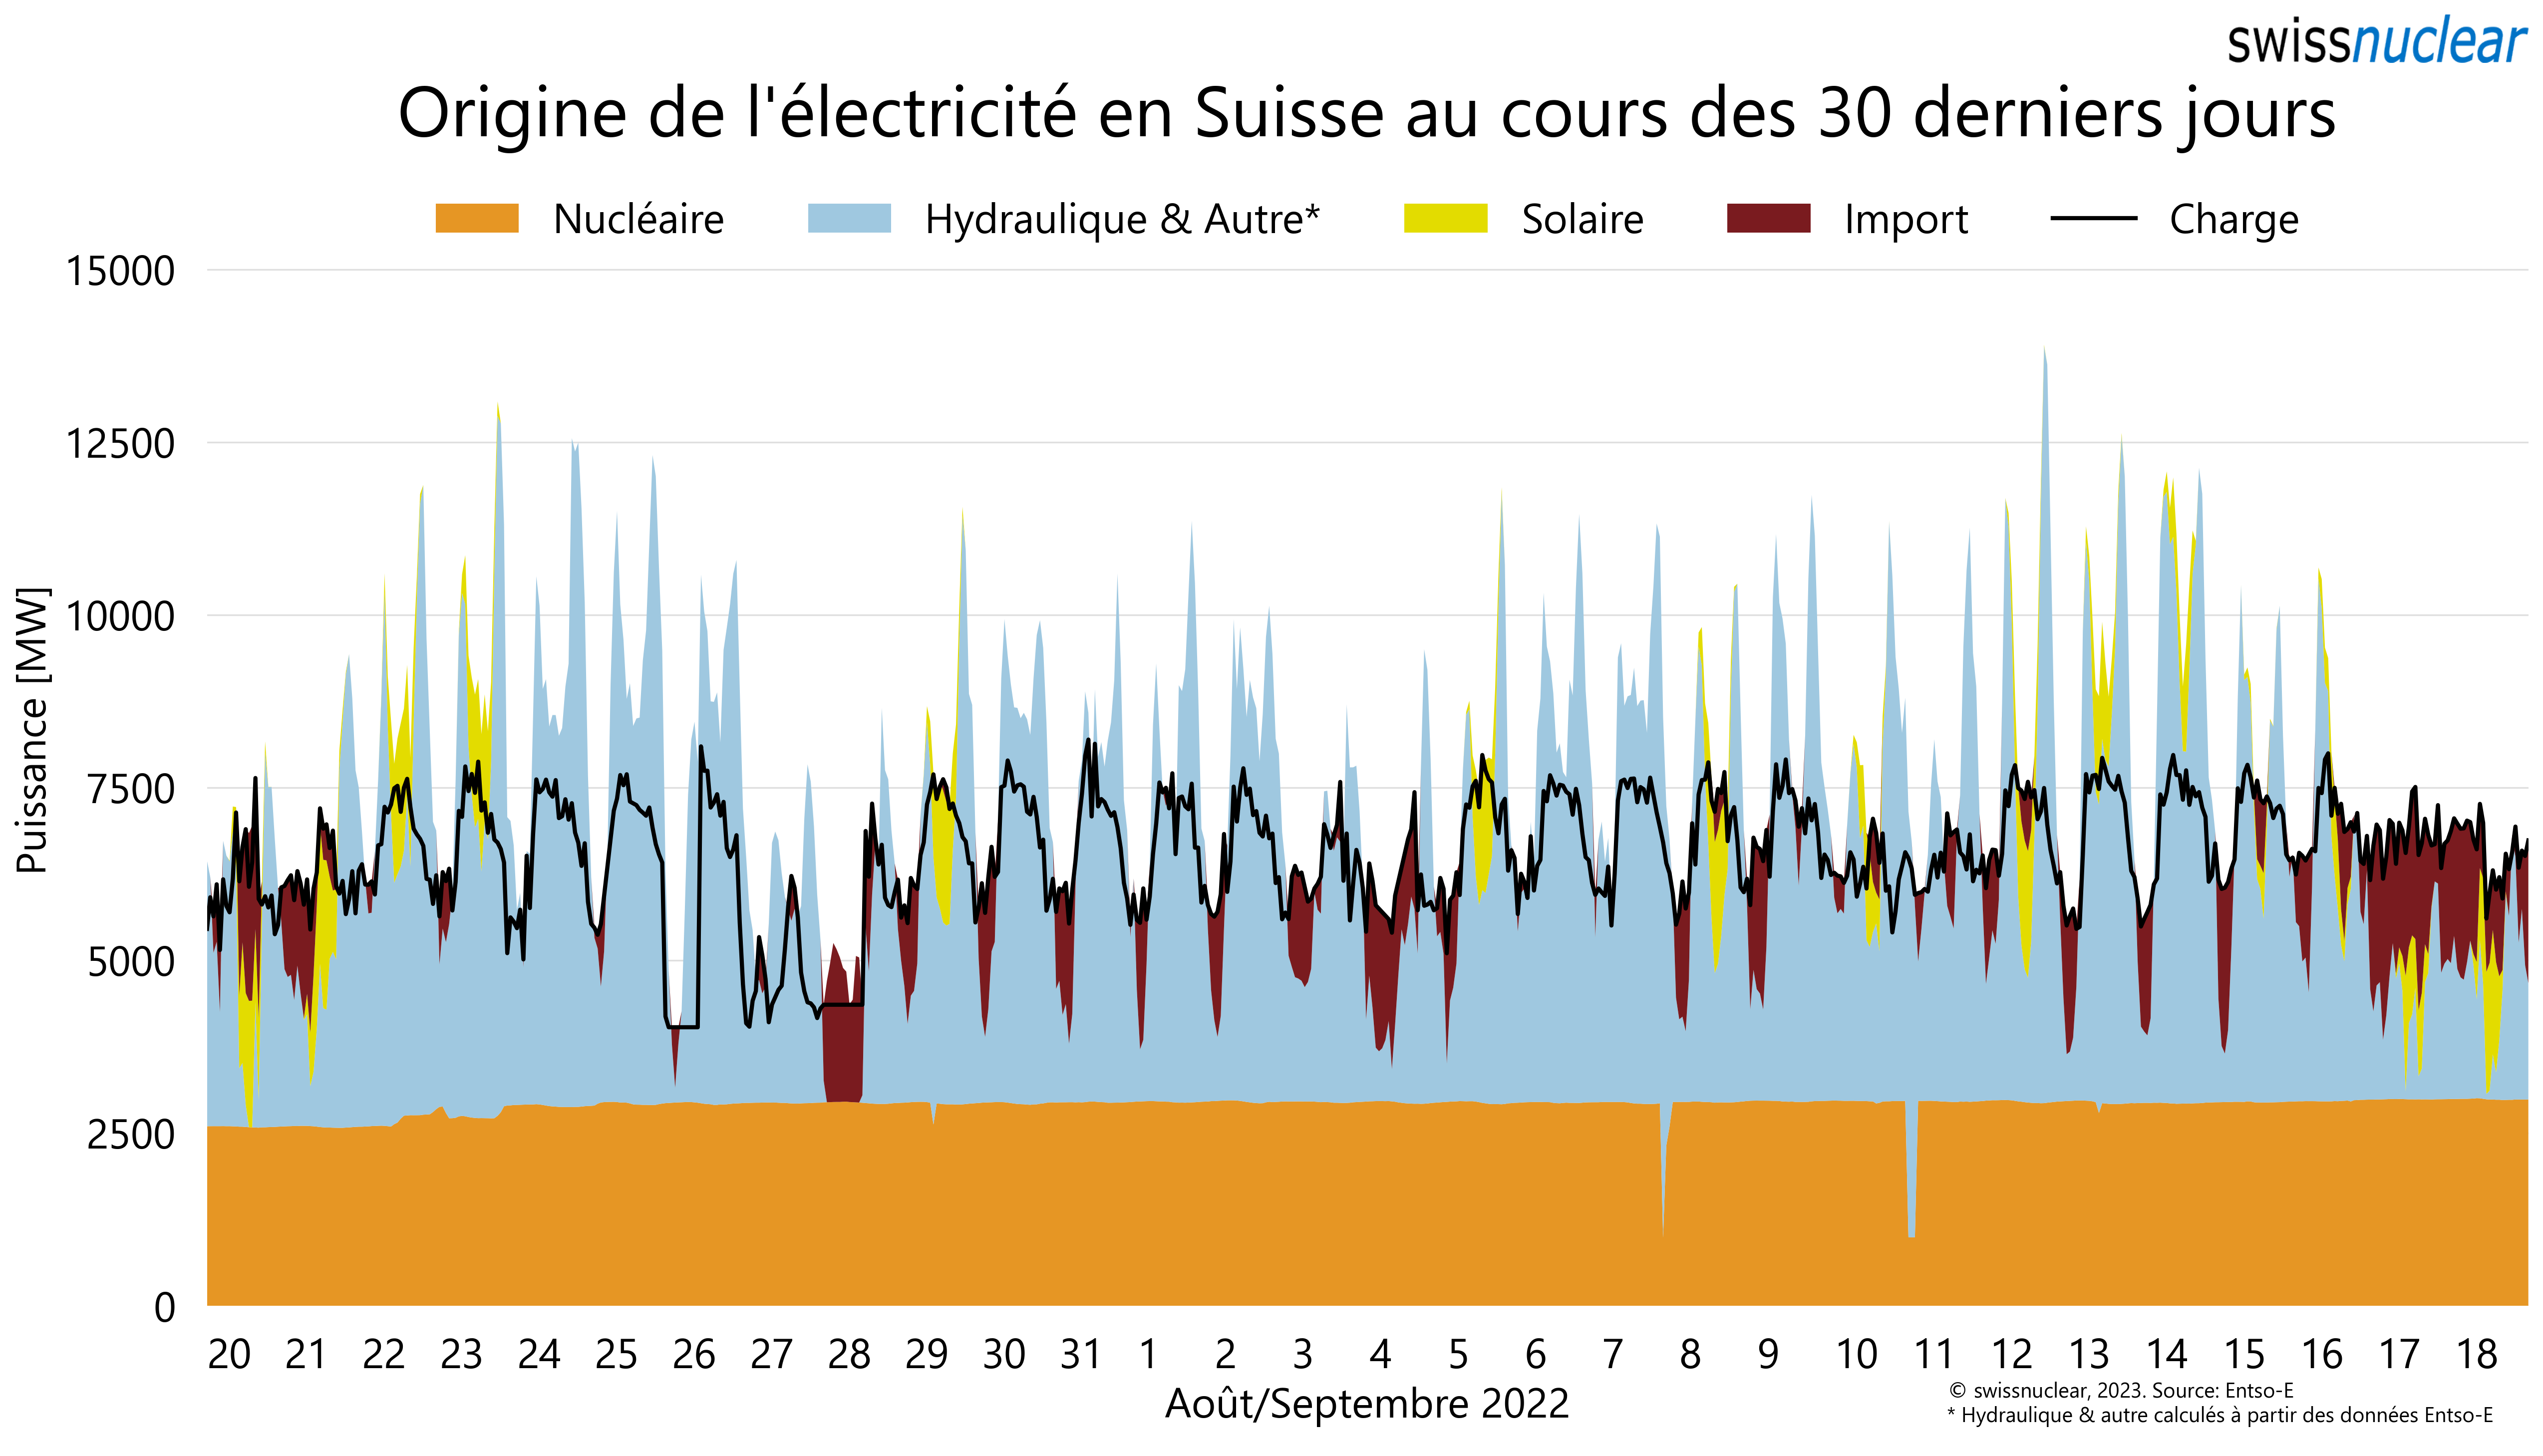 swissnuclear
Origine de l'électricité en Suisse au cours des 30 derniers jours
Nucléaire Hydraulique & Autre* Solaire Import Charge
15000
12500
10000
7500
5000
2500
0
Puissance [MW]
20 21 22 23 24 25 26 27 28 29 30 31 1 2 3 4 5 6 7 8 9 10 11 12 13 14 15 16 17 18
Août/Septembre 2022
© swissnuclear, 2023. Source: Entso-E
* Hydraulique & autre calculés à partir des données Entso-E